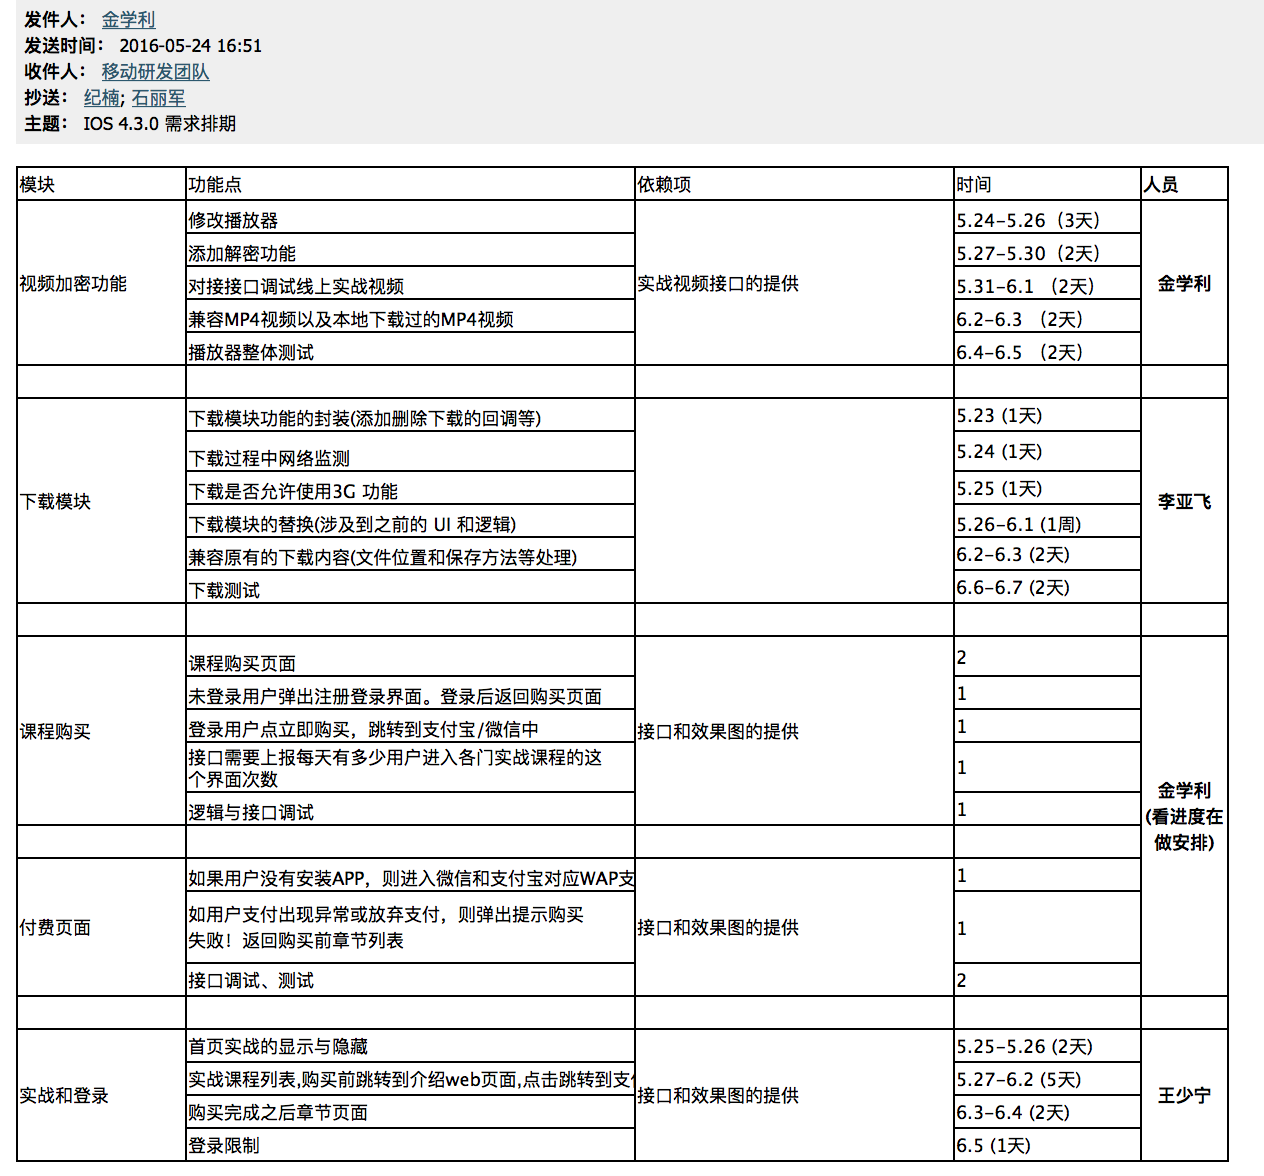 发件人： 金学利
发送时间： 2016-05-24 16:51
收件人： 移动研发团队
抄送： 纪楠; 石丽军
主题： IOS 4.3.0 需求排期
模块 功能点 依赖项 时间 人员
视频加密功能 实战视频接口的提供 金学利
修改播放器 5.24-5.26（3天）
添加解密功能 5.27-5.30（2天）
对接接口调试线上实战视频 5.31-6.1 （2天）
兼容MP4视频以及本地下载过的MP4视频 6.2-6.3 （2天）
播放器整体测试 6.4-6.5 （2天）
下载模块 李亚飞
下载模块功能的封装(添加删除下载的回调等) 5.23 (1天)
下载过程中网络监测 5.24 (1天)
下载是否允许使用3G 功能 5.25 (1天)
下载模块的替换(涉及到之前的 UI 和逻辑) 5.26-6.1 (1周)
兼容原有的下载内容(文件位置和保存方法等处理) 6.2-6.3 (2天)
下载测试 6.6-6.7 (2天)
课程购买 接口和效果图的提供
课程购买页面 2
未登录用户弹出注册登录界面。登录后返回购买页面 1
登录用户点立即购买，跳转到支付宝/微信中 1
接口需要上报每天有多少用户进入各门实战课程的这
个界面次数 1
逻辑与接口调试 1
金学利
(看进度在
做安排)
付费页面 接口和效果图的提供
如果用户没有安装APP，则进入微信和支付宝对应WAP支 1
如用户支付出现异常或放弃支付，则弹出提示购买
失败！返回购买前章节列表 1
接口调试、测试 2
实战和登录 接口和效果图的提供 王少宁
首页实战的显示与隐藏 5.25-5.26 (2天)
实战课程列表,购买前跳转到介绍web页面,点击跳转到支 5.27-6.2 (5天)
购买完成之后章节页面 6.3-6.4 (2天)
登录限制 6.5 (1天)